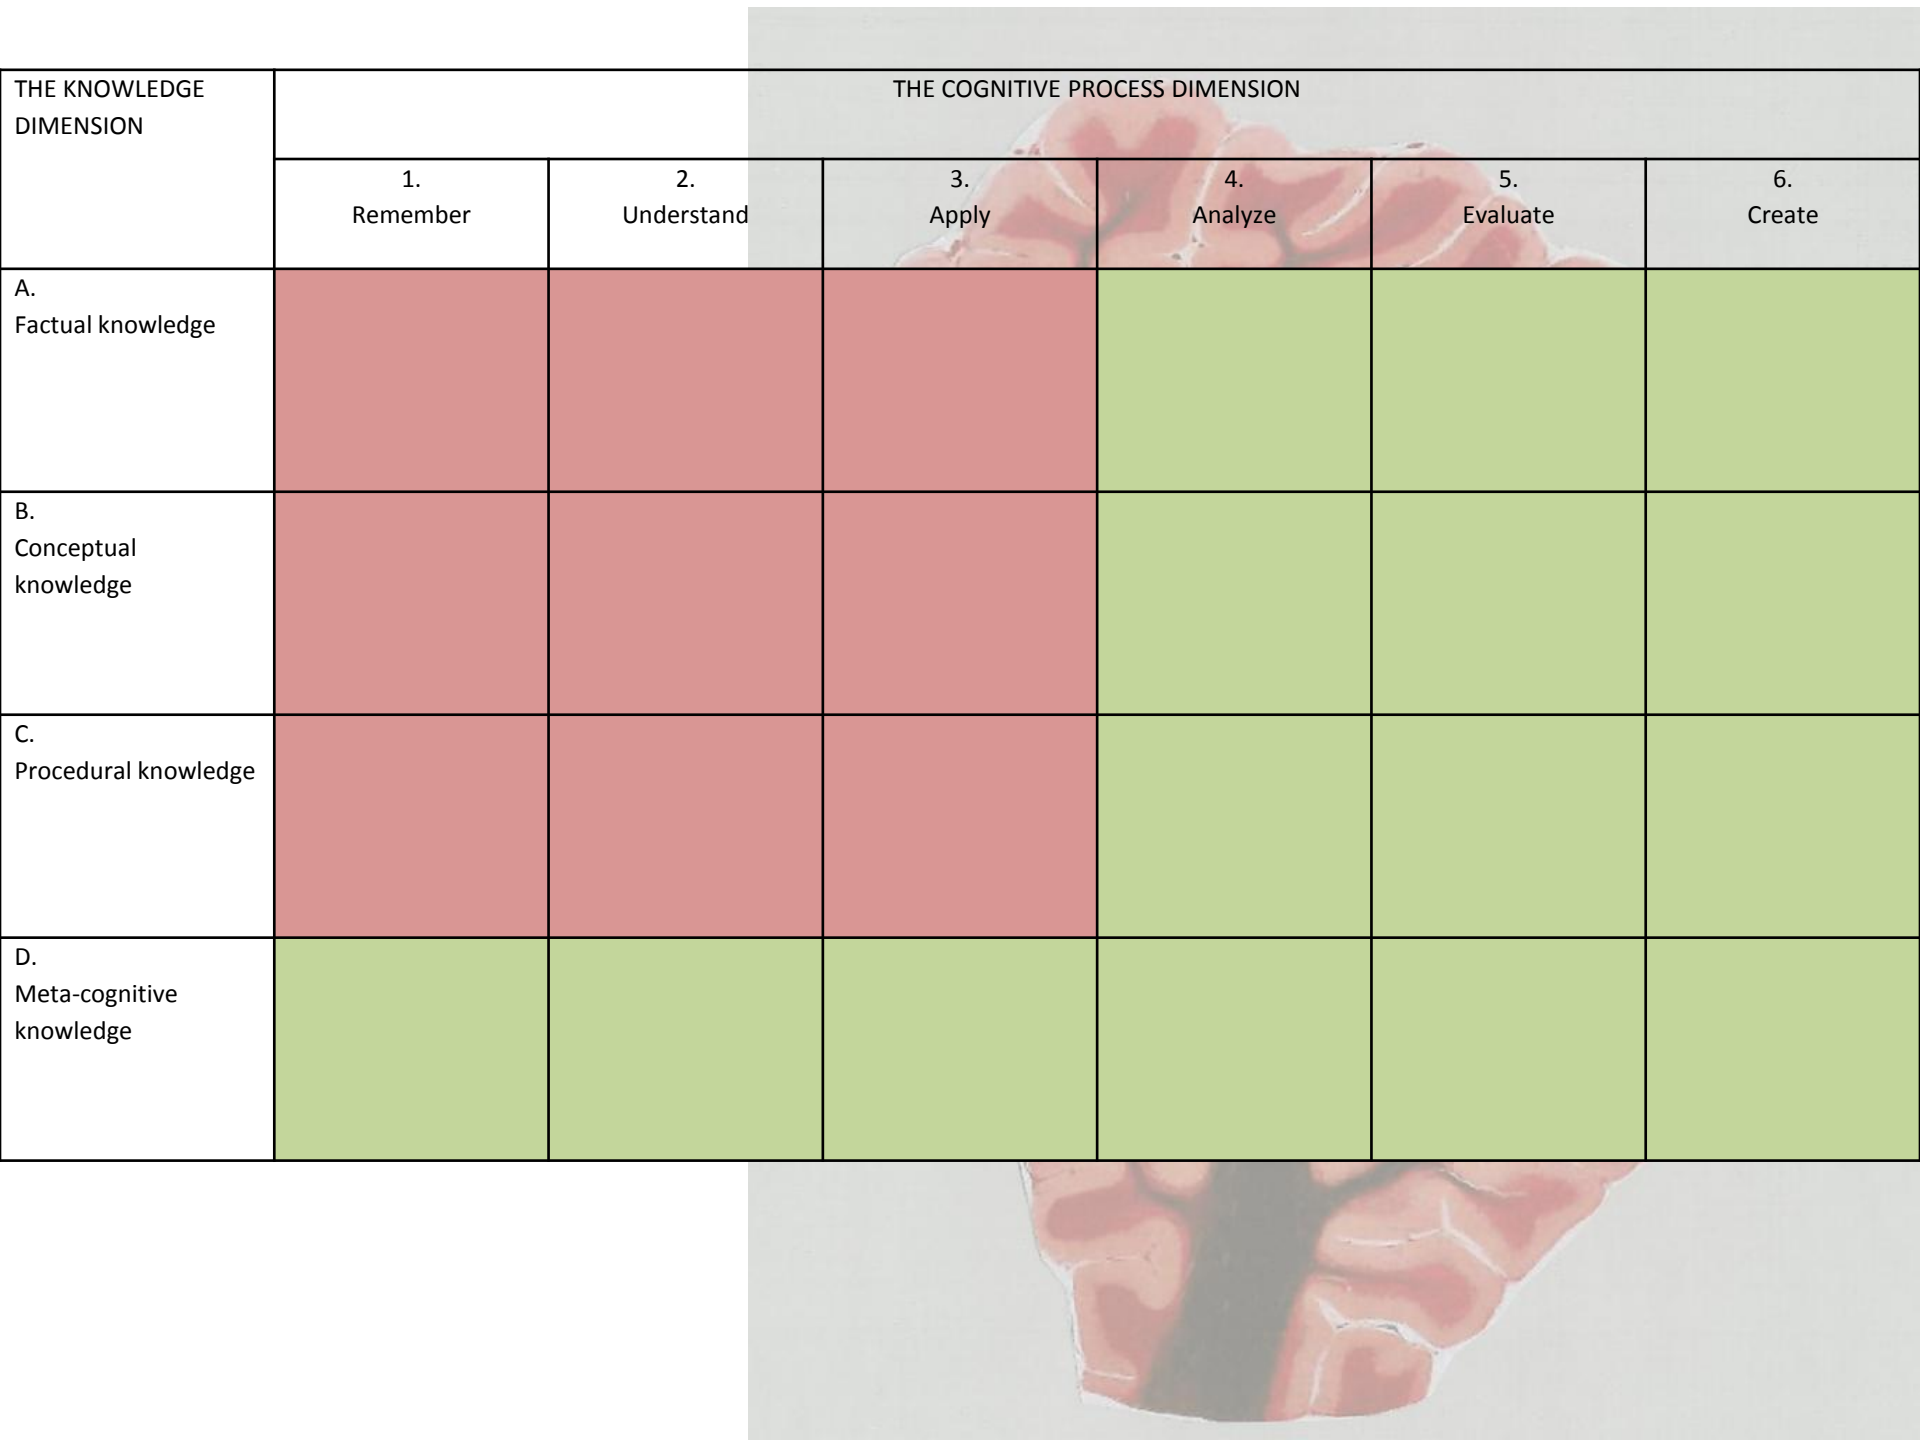 THE KNOWLEDGE
DIMENSION
THE COGNITIVE PROCESS DIMENSION
1.
Remember
2.
Understand
3.
Apply
4.
Analyze
5.
Evaluate
6.
Create
A.
Factual knowledge
B.
Conceptual
knowledge
C.
Procedural knowledge
D.
Meta-cognitive
knowledge